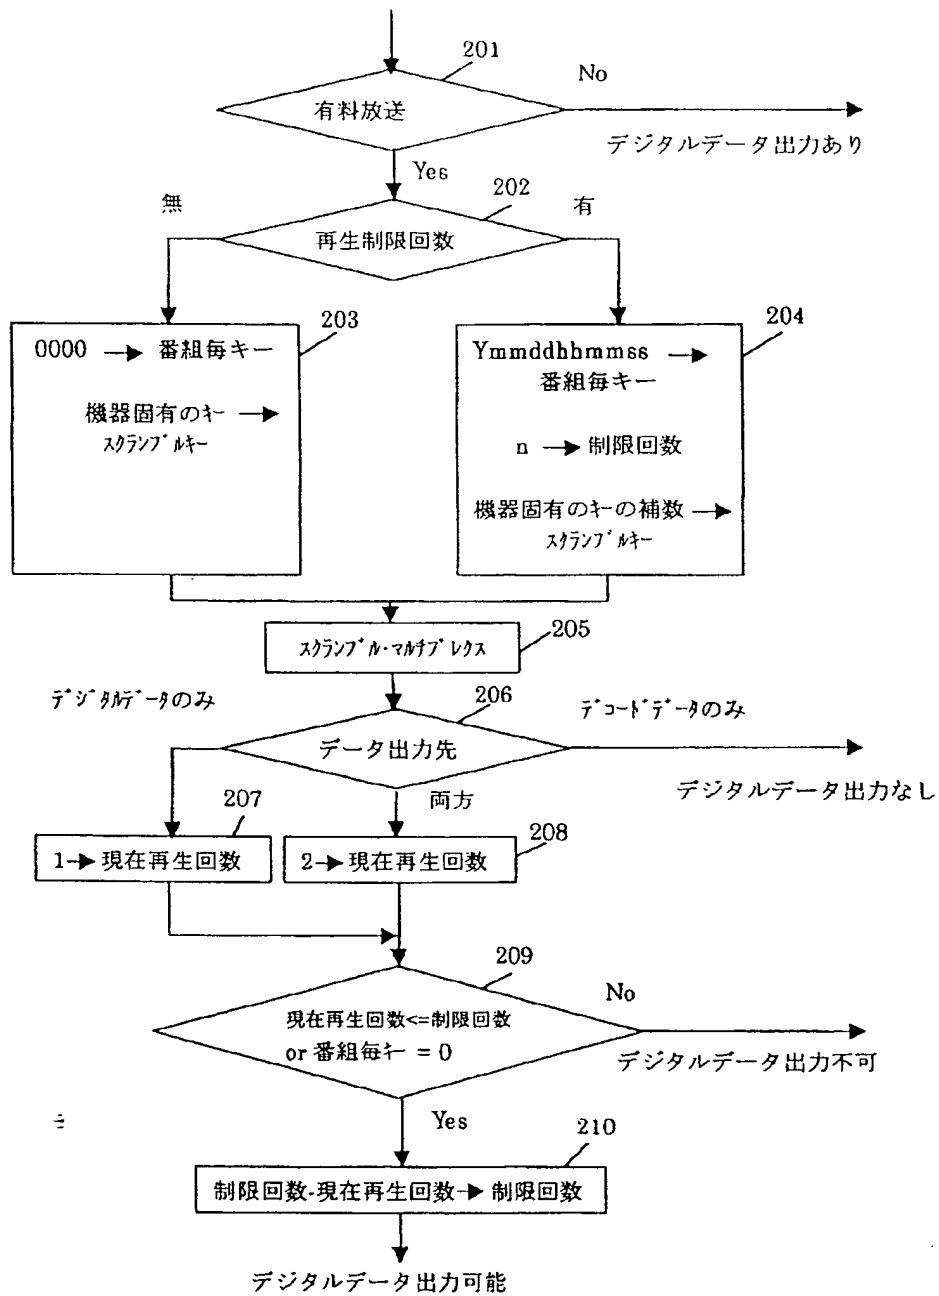 201
No
有料放送
デジタルデータ出力あり
Yes
202
無
有
再生制限回数
203
0000 → 番組毎キー
機器固有のキー →
スクランブルキー
204
Ymmddhhmmss →
番組毎キー
n → 制限回数
機器固有のキーの補数 →
スクランブルキー
スクランブル・マルチプレクス
205
デジタルデータのみ
206
デコードデータのみ
データ出力先
デジタルデータ出力なし
両方
207
1→ 現在再生回数
208
2→ 現在再生回数
209
No
現在再生回数<=制限回数
or 番組毎キー = 0
デジタルデータ出力不可
Yes
210
制限回数-現在再生回数→ 制限回数
デジタルデータ出力可能